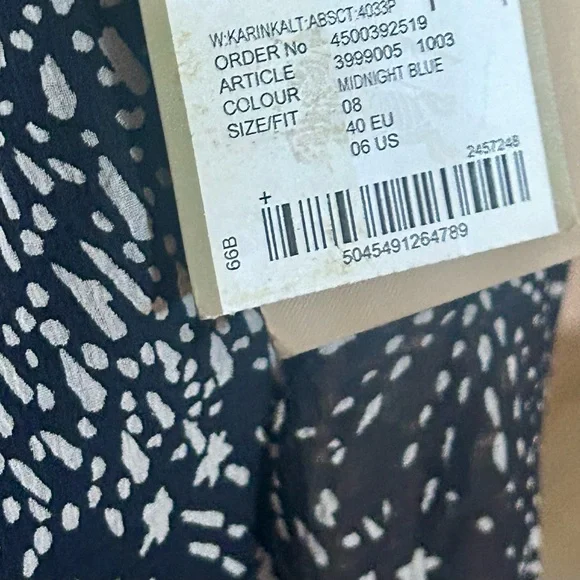 W:KARINKALT:ABSCT:4033P
ORDER No 4500392519
ARTICLE 3999005 1003
COLOUR MIDNIGHT BLUE
SIZE/FIT 08
40 EU
06 US
2457248
+
66B
5045491264789